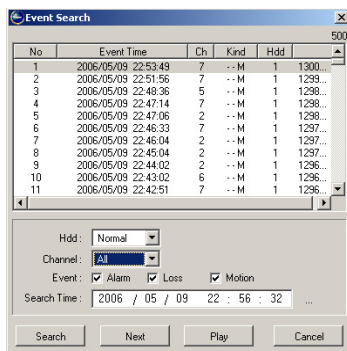 Event Search
500
No Event Time Ch Kind Hdd
1 2006/05/09 22:53:49 7 - - M 1 1300...
2 2006/05/09 22:51:56 7 - - M 1 1299...
3 2006/05/09 22:48:36 5 - - M 1 1298...
4 2006/05/09 22:47:14 7 - - M 1 1298...
5 2006/05/09 22:47:06 2 - - M 1 1298...
6 2006/05/09 22:46:33 7 - - M 1 1297...
7 2006/05/09 22:46:04 2 - - M 1 1297...
8 2006/05/09 22:45:04 2 - - M 1 1297...
9 2006/05/09 22:44:02 2 - - M 1 1296...
10 2006/05/09 22:43:02 6 - - M 1 1296...
11 2006/05/09 22:42:51 7 - - M 1 1296...
Hdd : Normal
Channel : All
Event : Alarm Loss Motion
Search Time : 2006 / 05 / 09 22 : 56 : 32 ...
Search Next Play Cancel